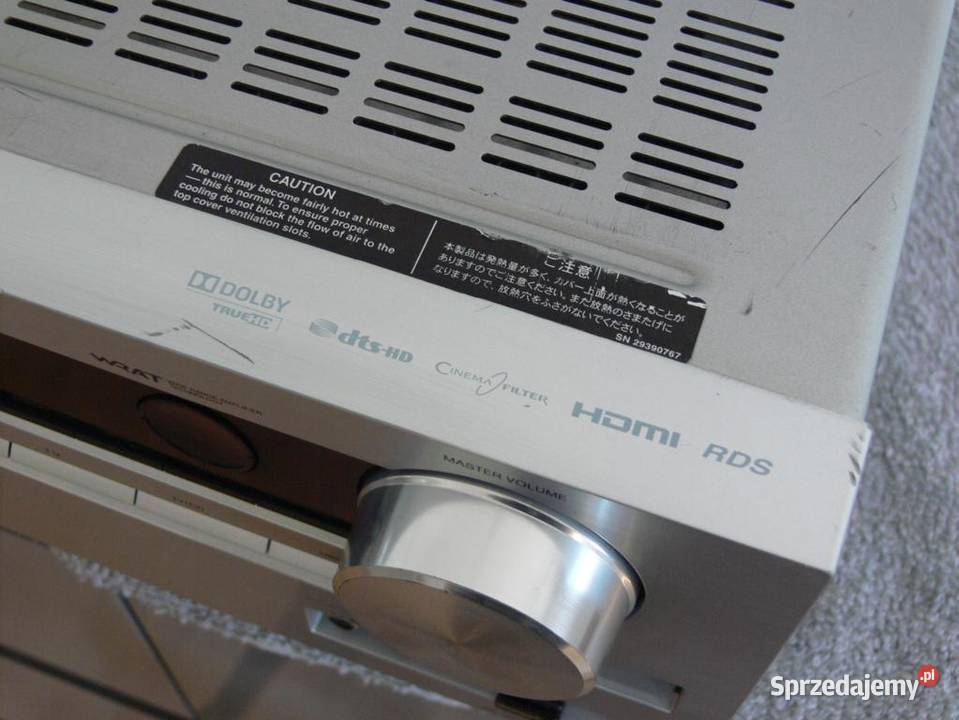 CAUTION
The unit may become fairly hot at times
— this is normal. To ensure proper
cooling do not block the flow of air to the
top cover ventilation slots.
ご注意
本製品は発熱量が多く、カバー上面が熱くなることが
ありますのでご注意ください。また放熱のさまたげに
なりますので、放熱穴をふさがないでください。
SN 29390767
DOLBY
TRUEHD
dts-HD
CINEMA FILTER
HDMI
RDS
WRAT
WIDE RANGE AMPLIFIER
TECHNOLOGY
MASTER VOLUME
Sprzedajemy.pl